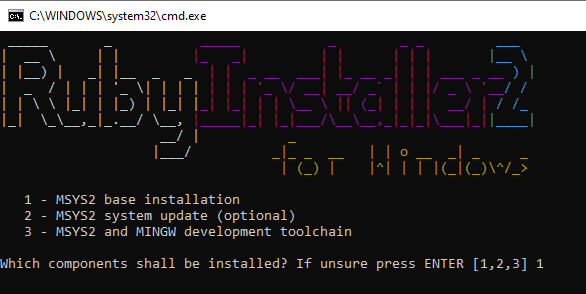 C:\WINDOWS\system32\cmd.exe
RubyInstaller2
for Windows
1 - MSYS2 base installation
2 - MSYS2 system update (optional)
3 - MSYS2 and MINGW development toolchain
Which components shall be installed? If unsure press ENTER [1,2,3] 1